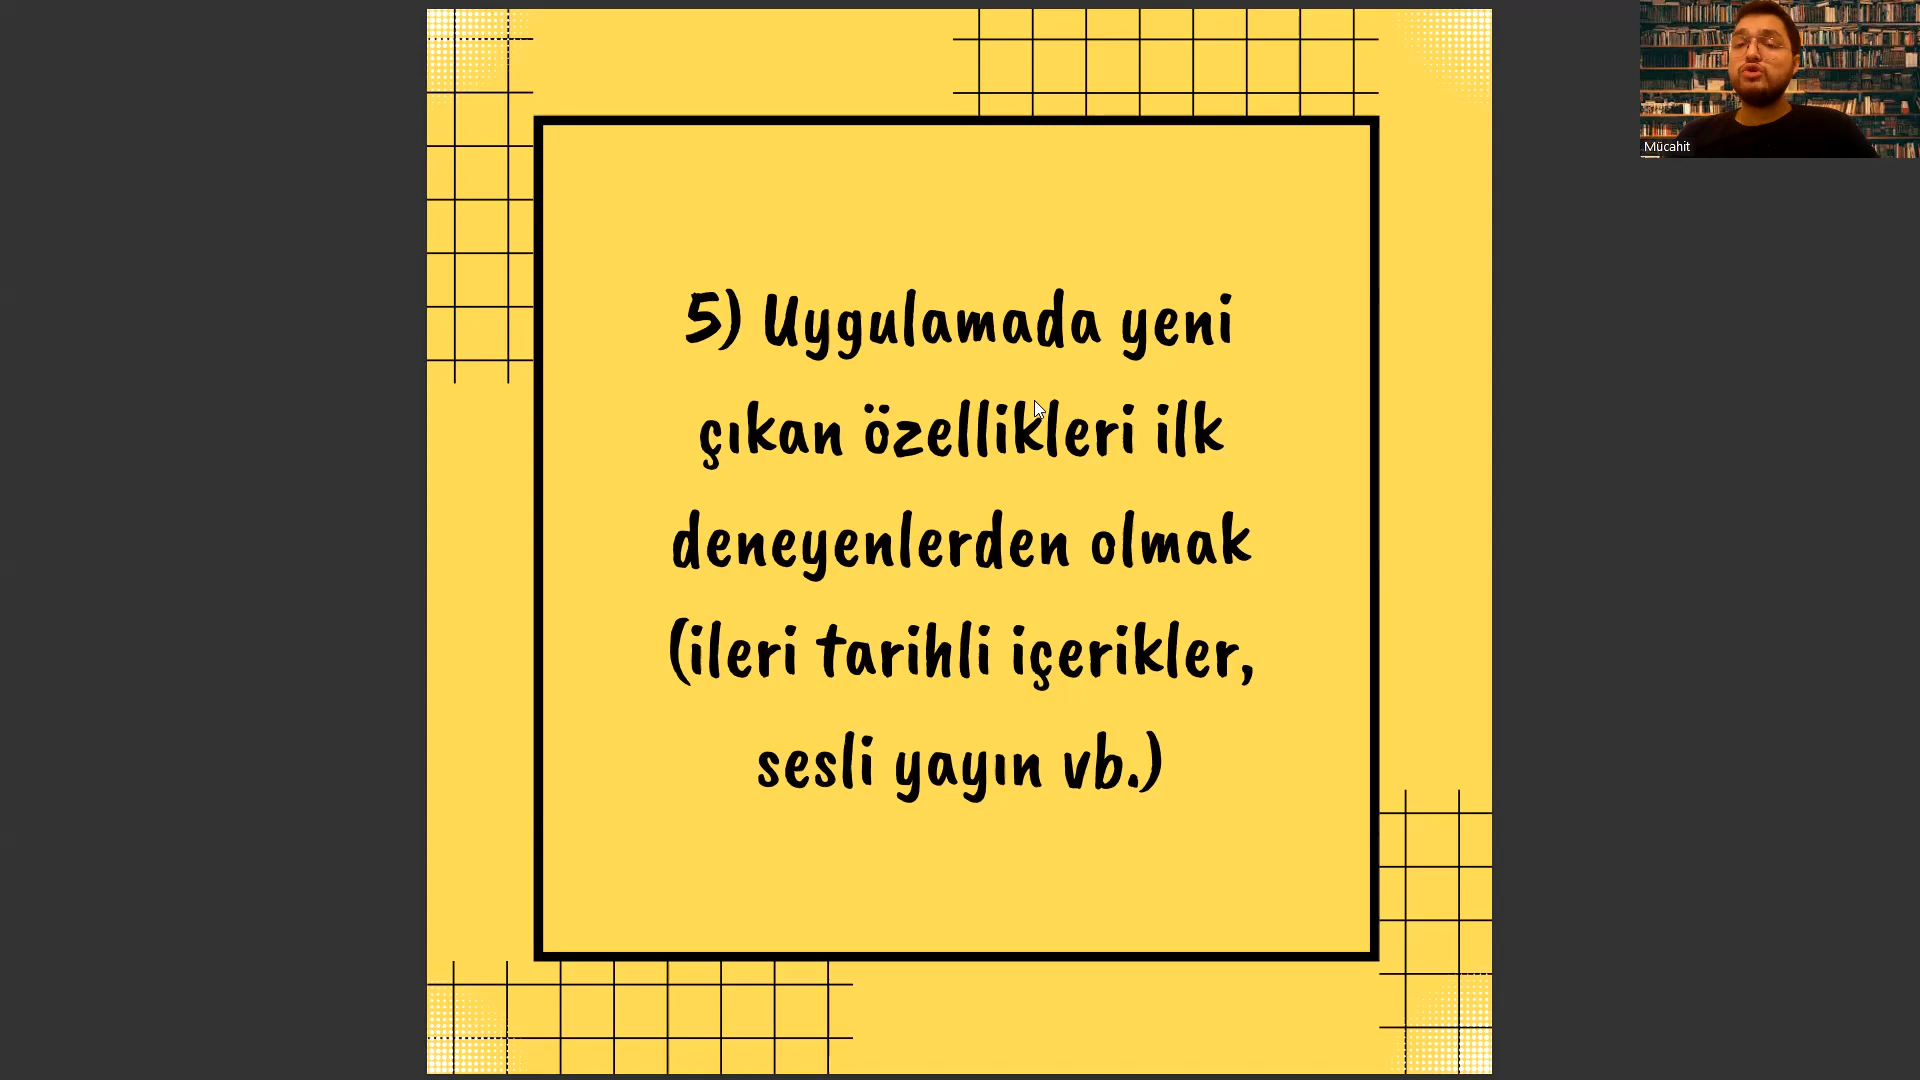 5) Uygulamada yeni
çıkan özellikleri ilk
deneyenlerden olmak
(ileri tarihli içerikler,
sesli yayın vb.)
Mücahit